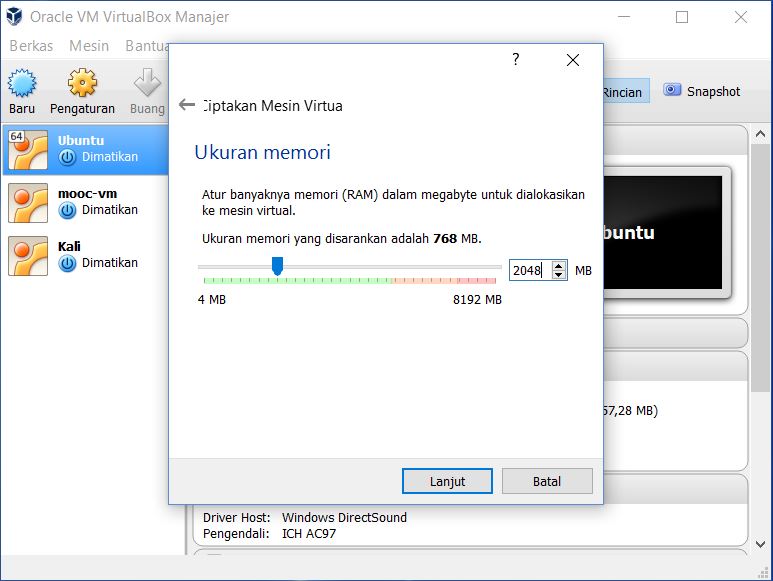 Oracle VM VirtualBox Manajer
Berkas Mesin Bantua
Baru Pengaturan Buang
Rincian Snapshot
64
Ubuntu
Dimatikan
mooc-vm
Dimatikan
Kali
Dimatikan
?
Ciptakan Mesin Virtua
Ukuran memori
Atur banyaknya memori (RAM) dalam megabyte untuk dialokasikan
ke mesin virtual.
Ukuran memori yang disarankan adalah 768 MB.
2048 MB
4 MB 8192 MB
Lanjut Batal
buntu
57,28 MB)
Driver Host: Windows DirectSound
Pengendali: ICH AC97